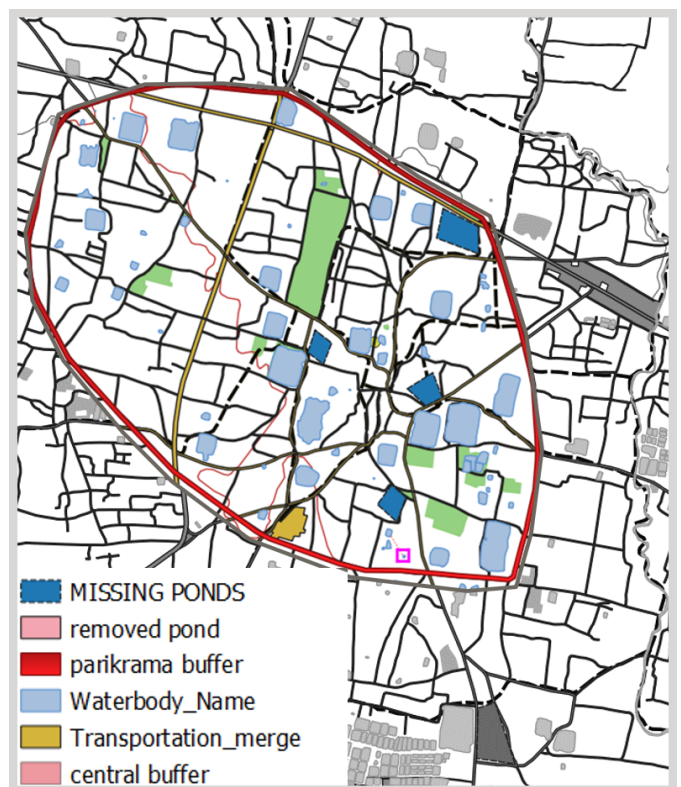 MISSING PONDS
removed pond
parikrama buffer
Waterbody_Name
Transportation_merge
central buffer